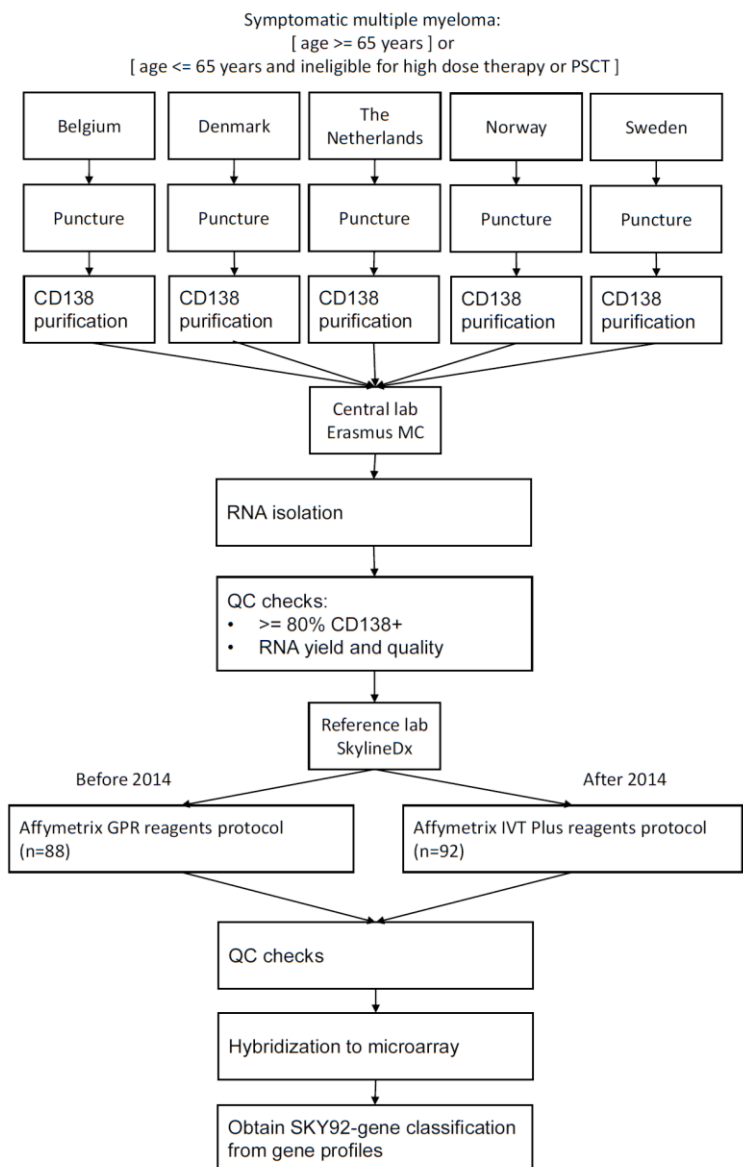 Symptomatic multiple myeloma:
[ age >= 65 years ] or
[ age <= 65 years and ineligible for high dose therapy or PSCT ]
Belgium
Denmark
The
Netherlands
Norway
Sweden
Puncture
Puncture
Puncture
Puncture
Puncture
CD138
purification
CD138
purification
CD138
purification
CD138
purification
CD138
purification
Central lab
Erasmus MC
RNA isolation
QC checks:
• >= 80% CD138+
• RNA yield and quality
Reference lab
SkylineDx
Before 2014
After 2014
Affymetrix GPR reagents protocol
(n=88)
Affymetrix IVT Plus reagents protocol
(n=92)
QC checks
Hybridization to microarray
Obtain SKY92-gene classification
from gene profiles